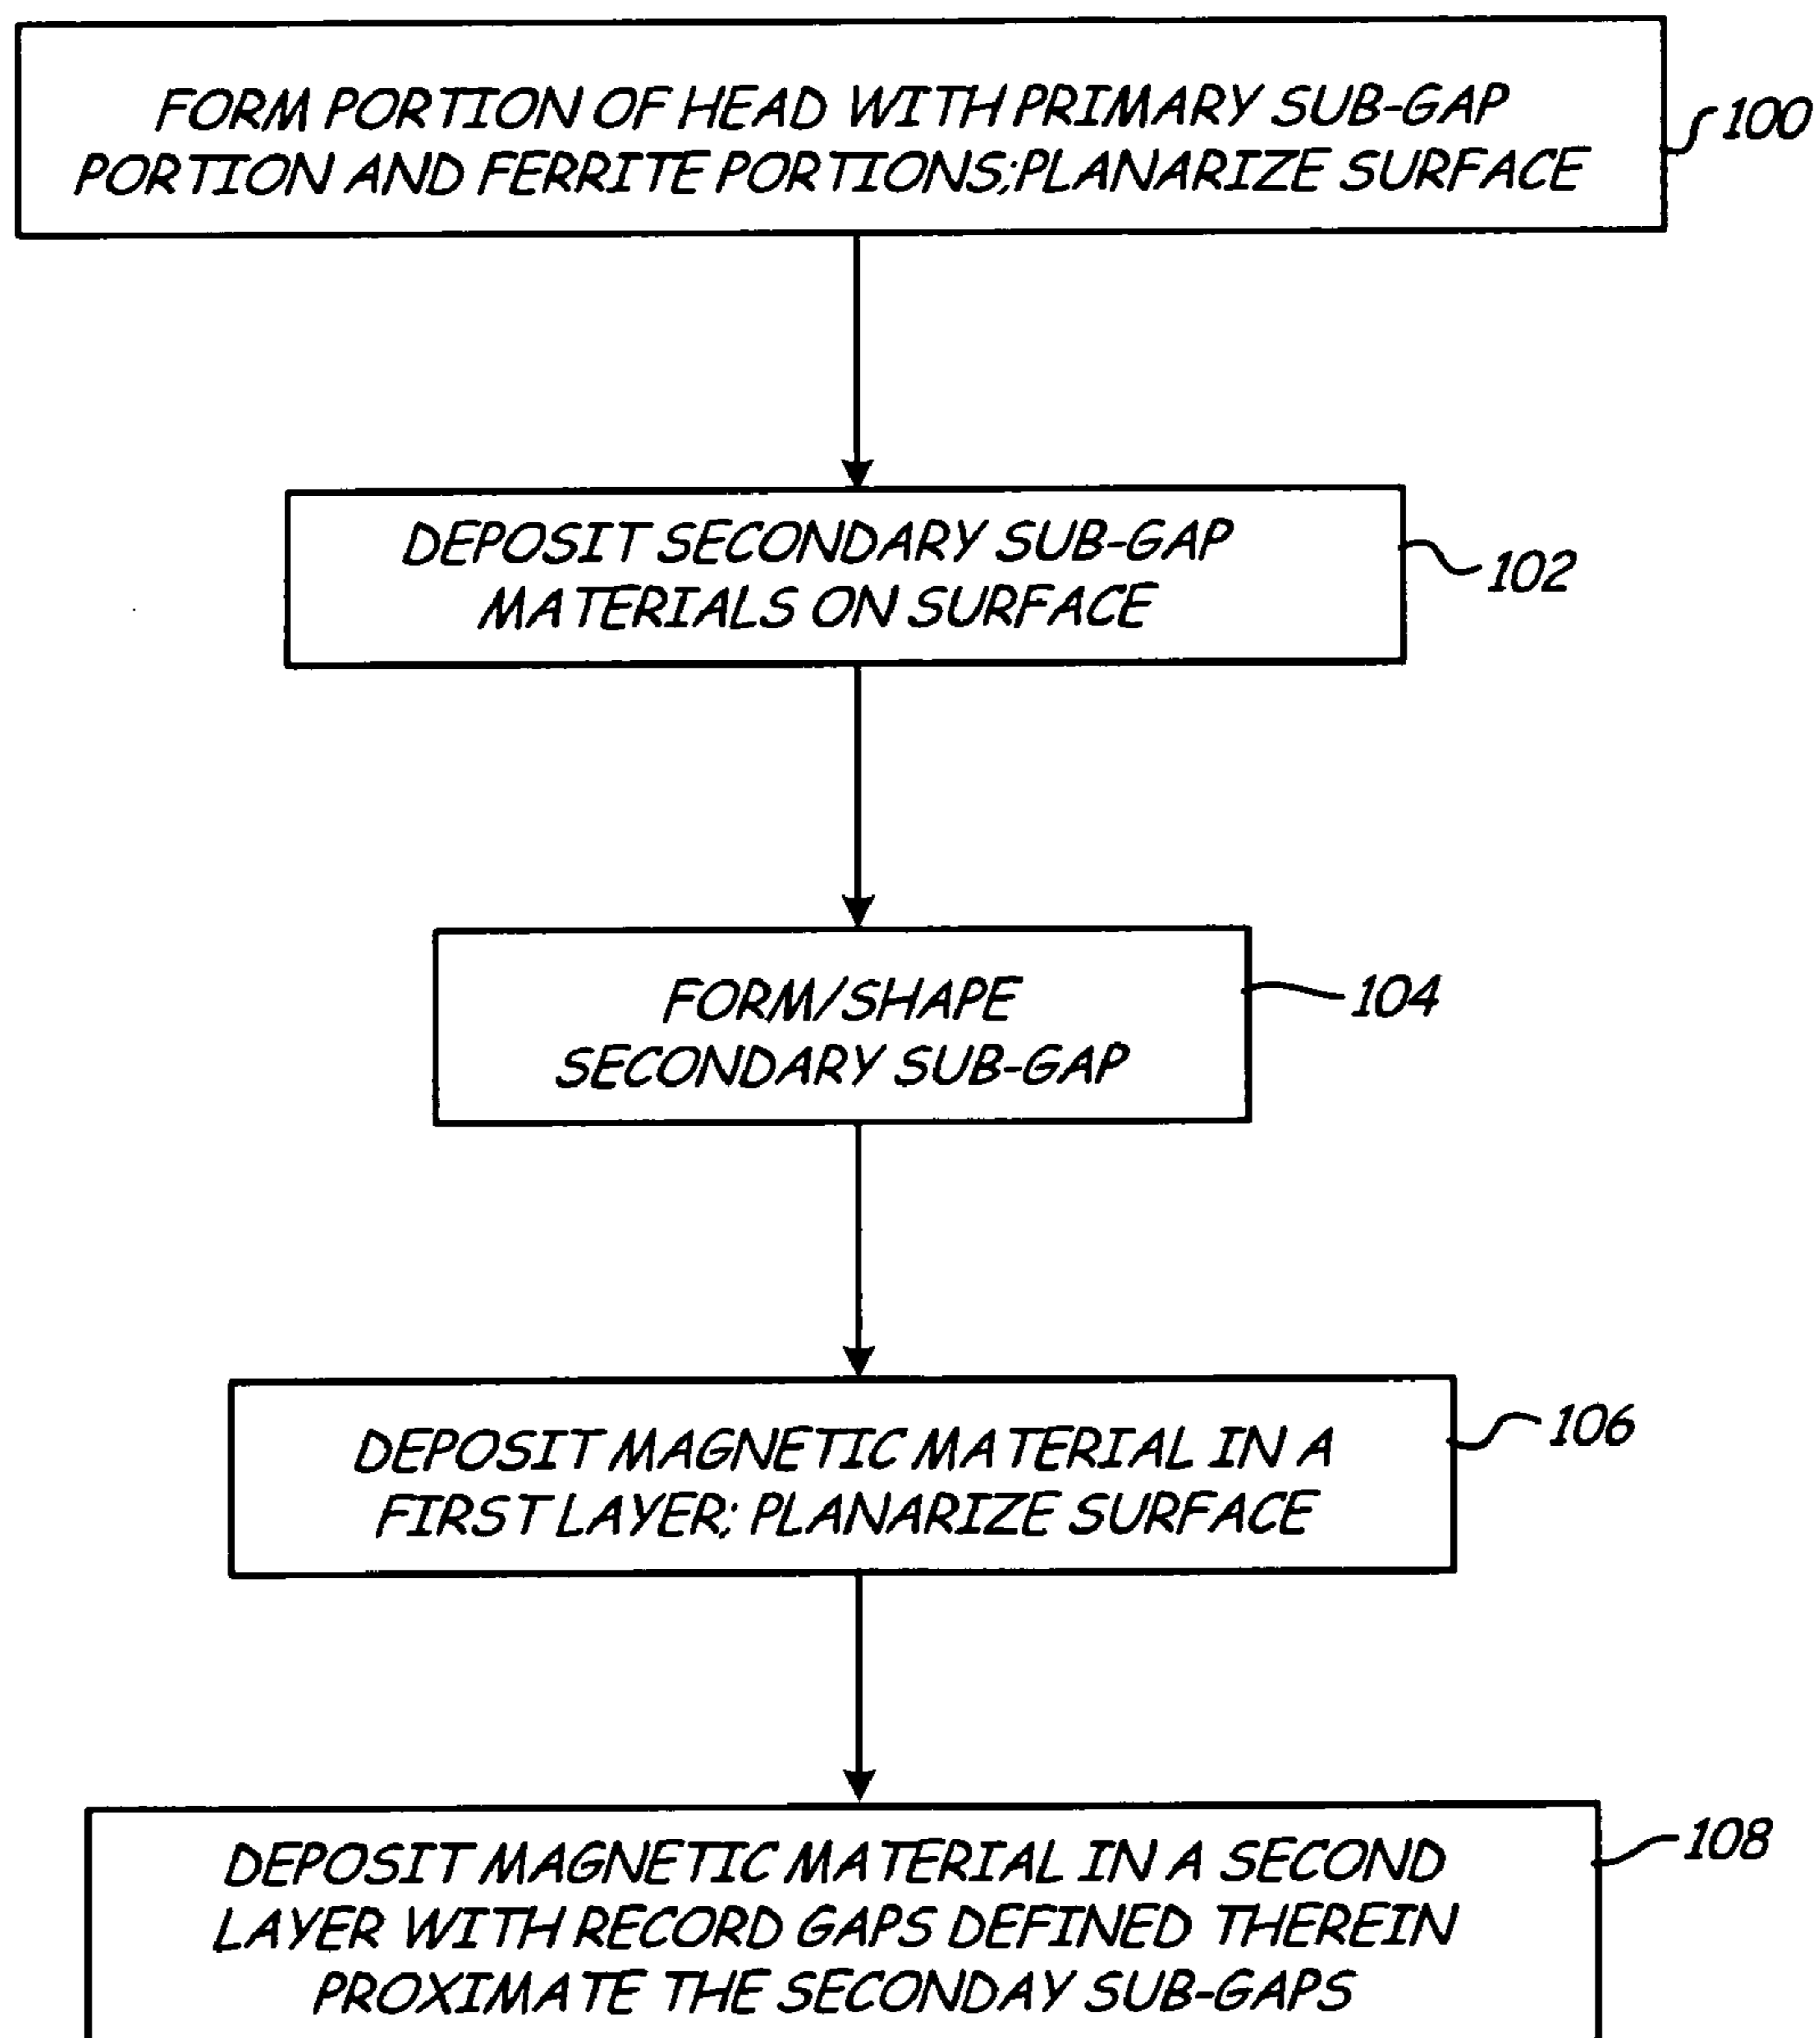 FORM PORTION OF HEAD WITH PRIMARY SUB-GAP
PORTION AND FERRITE PORTIONS;PLANARIZE SURFACE
100
DEPOSIT SECONDARY SUB-GAP
MATERIALS ON SURFACE
102
FORM/SHAPE
SECONDARY SUB-GAP
104
DEPOSIT MAGNETIC MATERIAL IN A
FIRST LAYER; PLANARIZE SURFACE
106
DEPOSIT MAGNETIC MATERIAL IN A SECOND
LAYER WITH RECORD GAPS DEFINED THEREIN
PROXIMATE THE SECONDAY SUB-GAPS
108